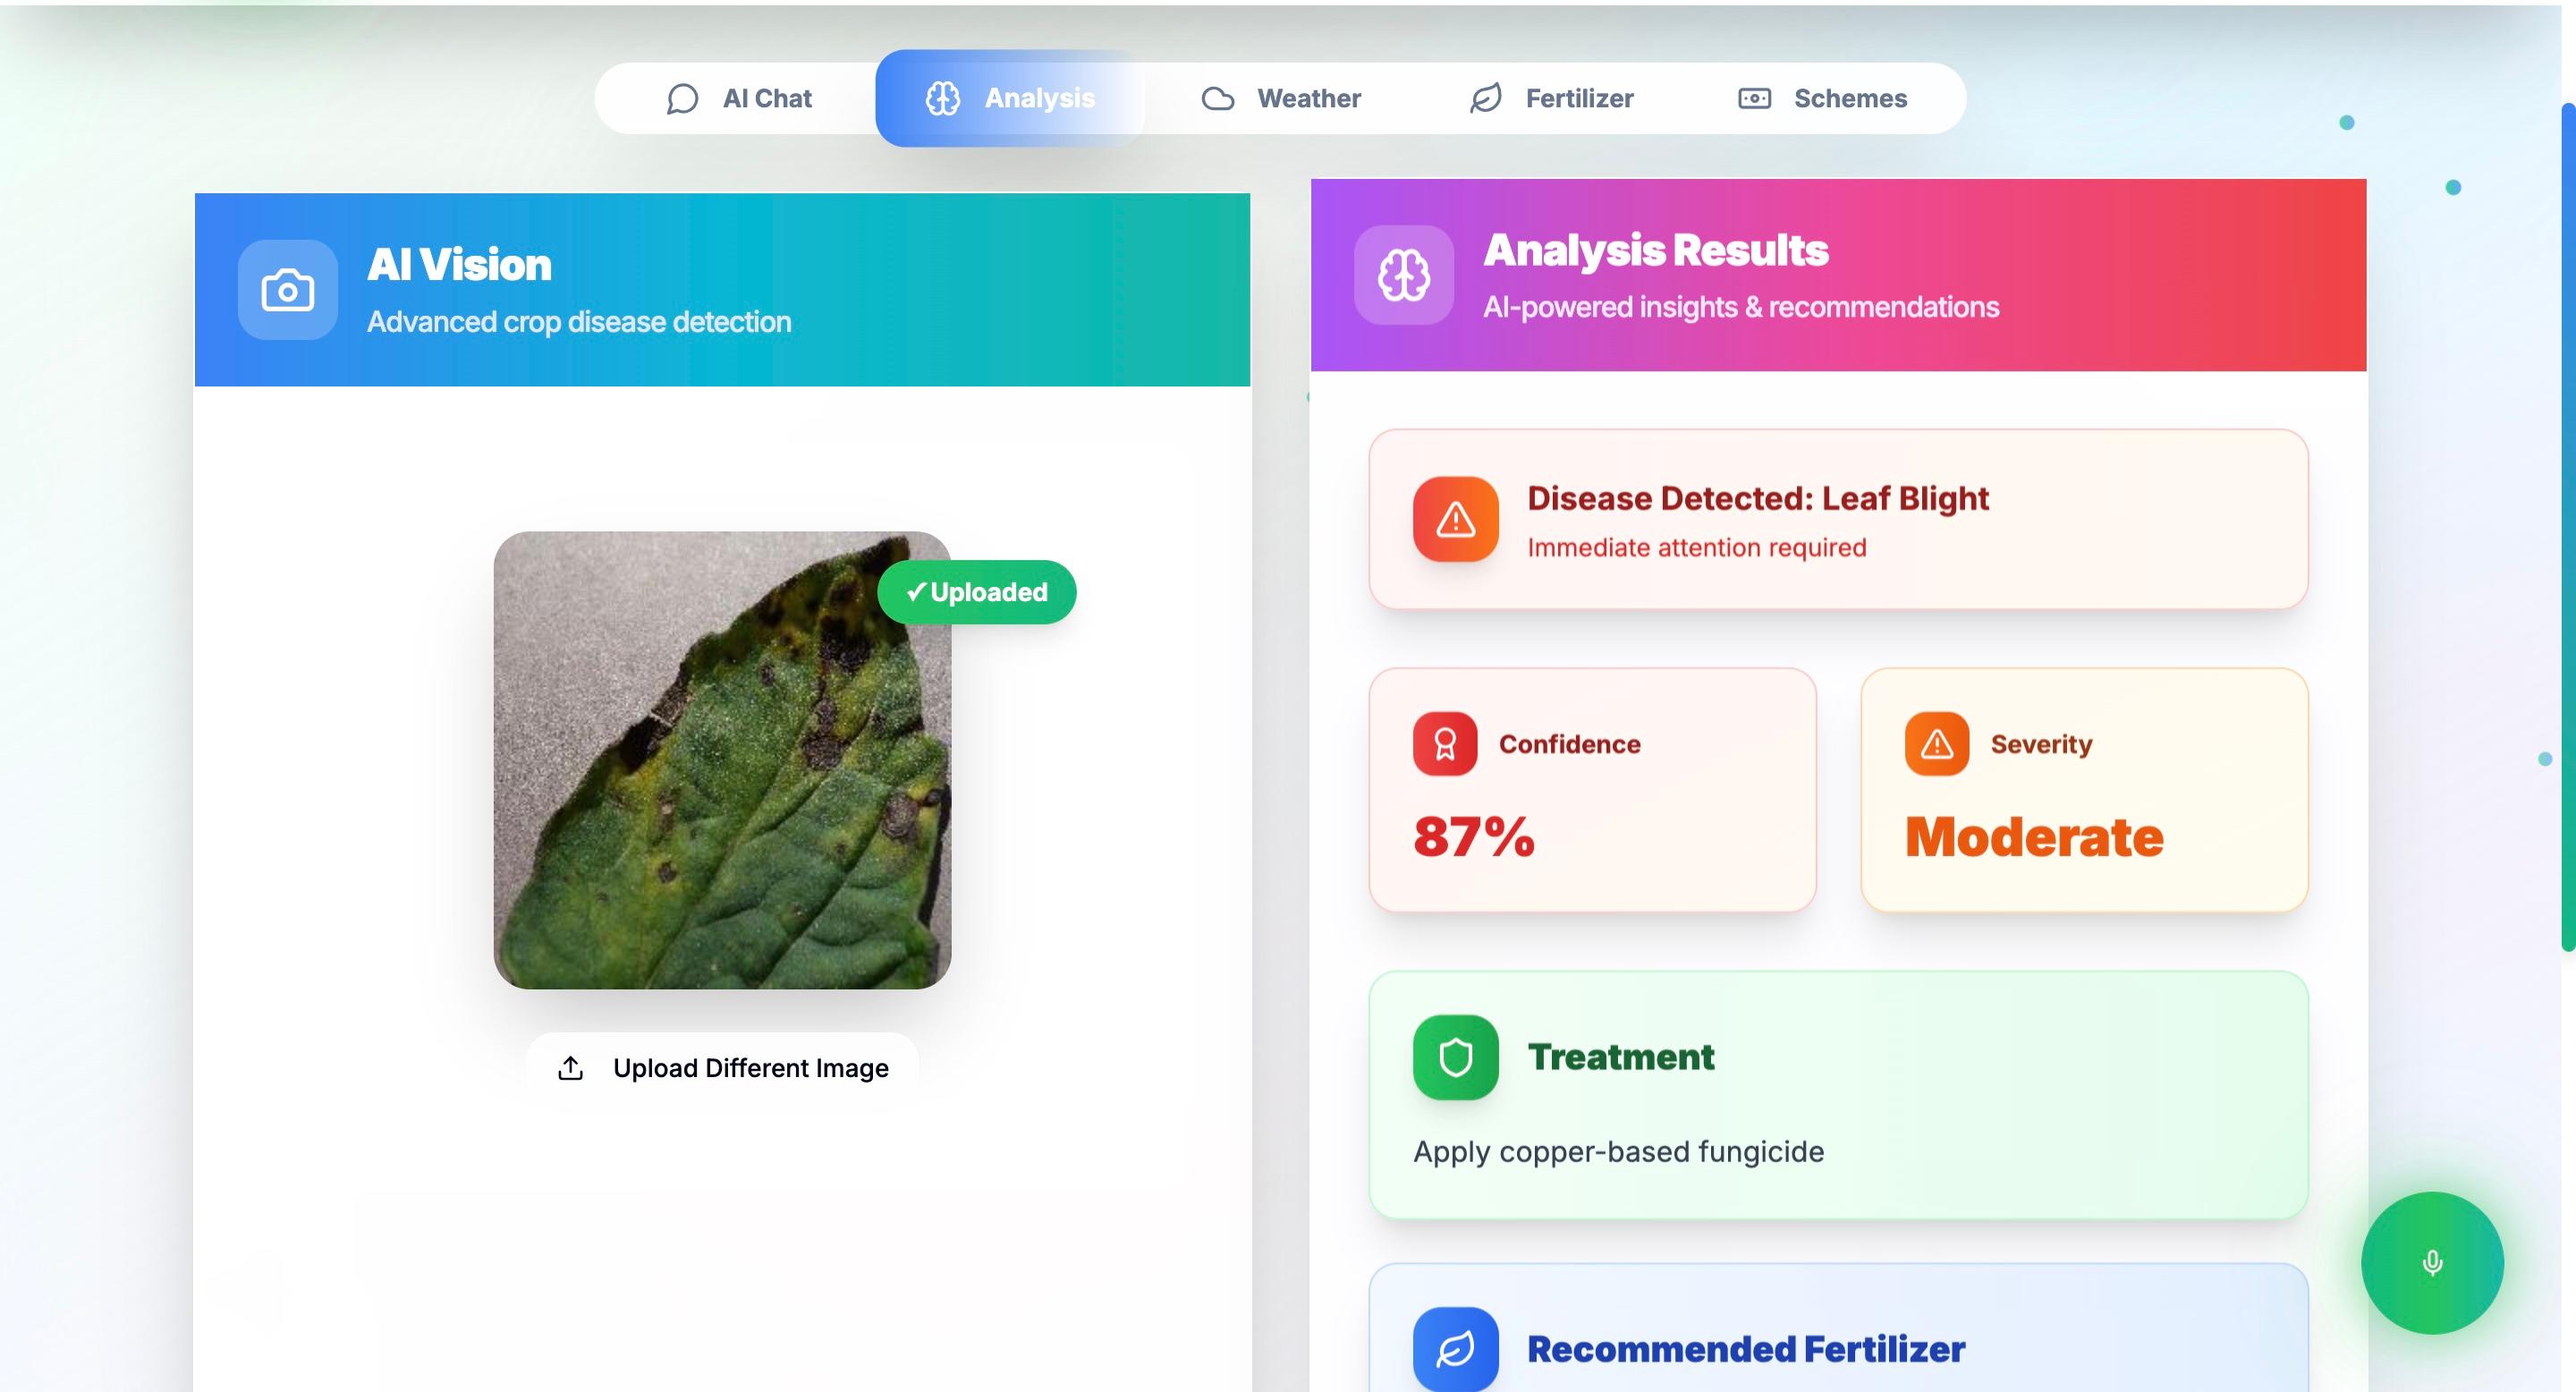 AI Chat
Analysis
Weather
Fertilizer
Schemes
AI Vision
Advanced crop disease detection
✓ Uploaded
Upload Different Image
Analysis Results
AI-powered insights & recommendations
Disease Detected: Leaf Blight
Immediate attention required
Confidence
87%
Severity
Moderate
Treatment
Apply copper-based fungicide
Recommended Fertilizer